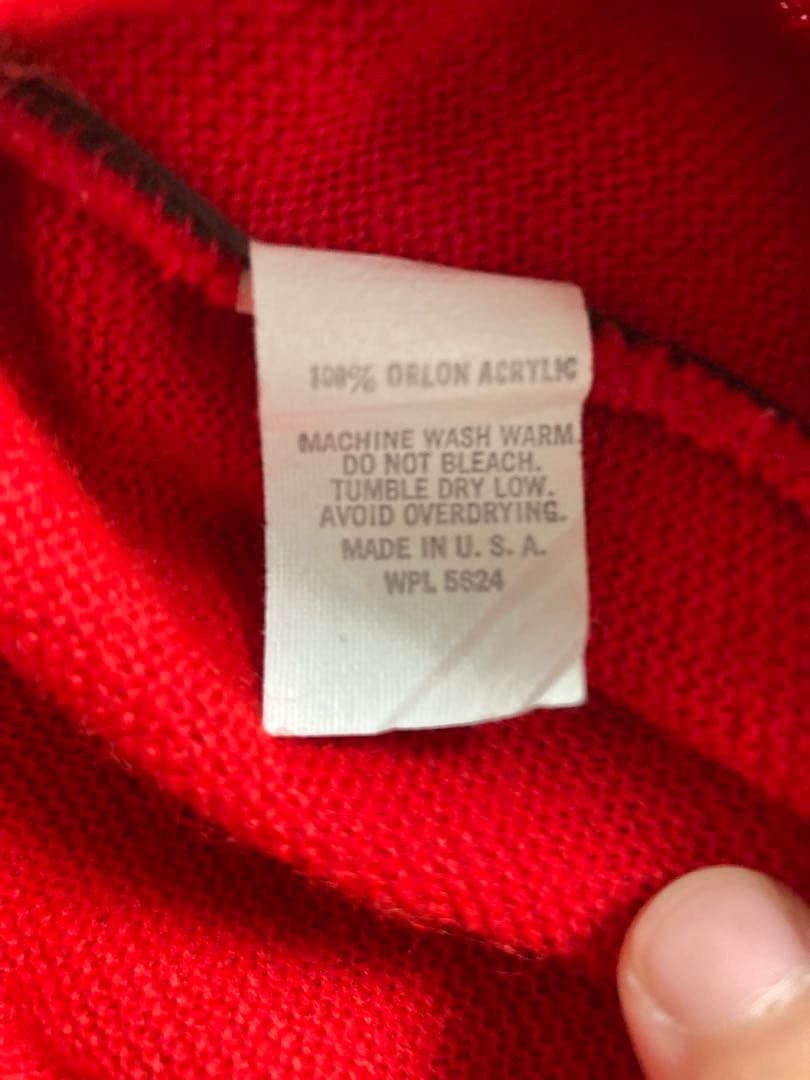 100% ORLON ACRYLIC
MACHINE WASH WARM.
DO NOT BLEACH.
TUMBLE DRY LOW.
AVOID OVERDRYING.
MADE IN U. S. A.
WPL 5624